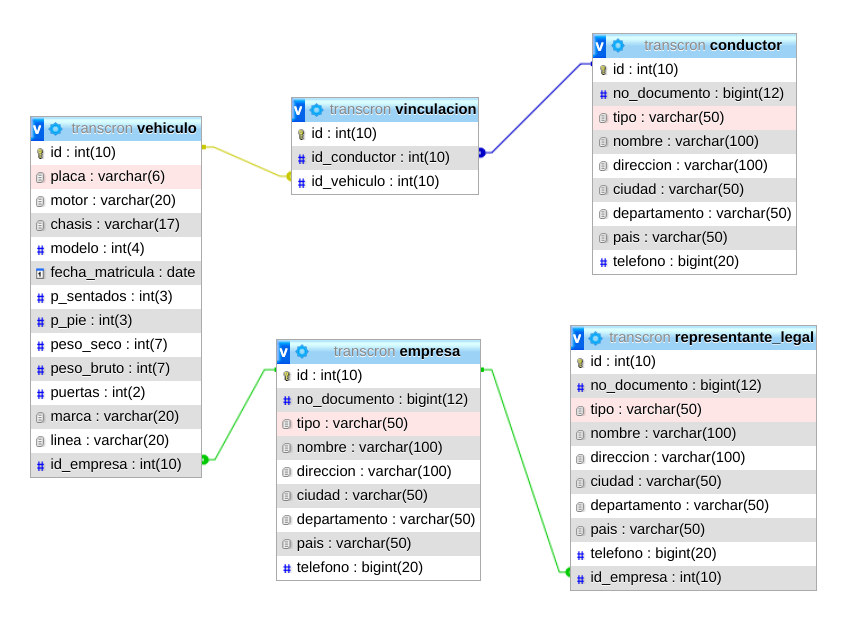 v transcron vehiculo
id : int(10)
placa : varchar(6)
motor : varchar(20)
chasis : varchar(17)
modelo : int(4)
fecha_matricula : date
p_sentados : int(3)
p_pie : int(3)
peso_seco : int(7)
peso_bruto : int(7)
puertas : int(2)
marca : varchar(20)
linea : varchar(20)
id_empresa : int(10)
v transcron vinculacion
id : int(10)
id_conductor : int(10)
id_vehiculo : int(10)
v transcron conductor
id : int(10)
no_documento : bigint(12)
tipo : varchar(50)
nombre : varchar(100)
direccion : varchar(100)
ciudad : varchar(50)
departamento : varchar(50)
pais : varchar(50)
telefono : bigint(20)
v transcron empresa
id : int(10)
no_documento : bigint(12)
tipo : varchar(50)
nombre : varchar(100)
direccion : varchar(100)
ciudad : varchar(50)
departamento : varchar(50)
pais : varchar(50)
telefono : bigint(20)
v transcron representante_legal
id : int(10)
no_documento : bigint(12)
tipo : varchar(50)
nombre : varchar(100)
direccion : varchar(100)
ciudad : varchar(50)
departamento : varchar(50)
pais : varchar(50)
telefono : bigint(20)
id_empresa : int(10)